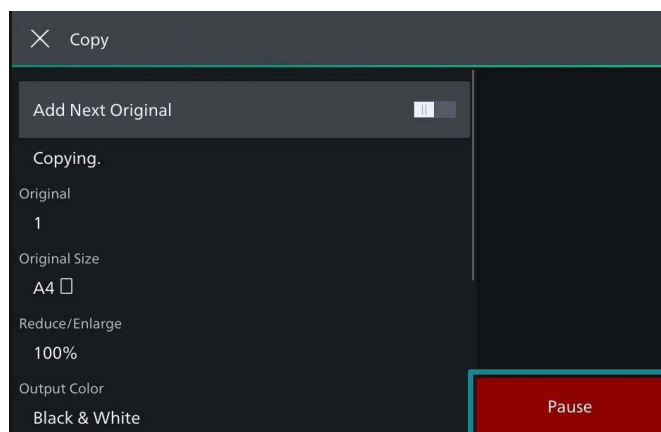 Copy
Add Next Original
Copying.
Original
1
Original Size
A4
Reduce/Enlarge
100%
Output Color
Black & White
Pause